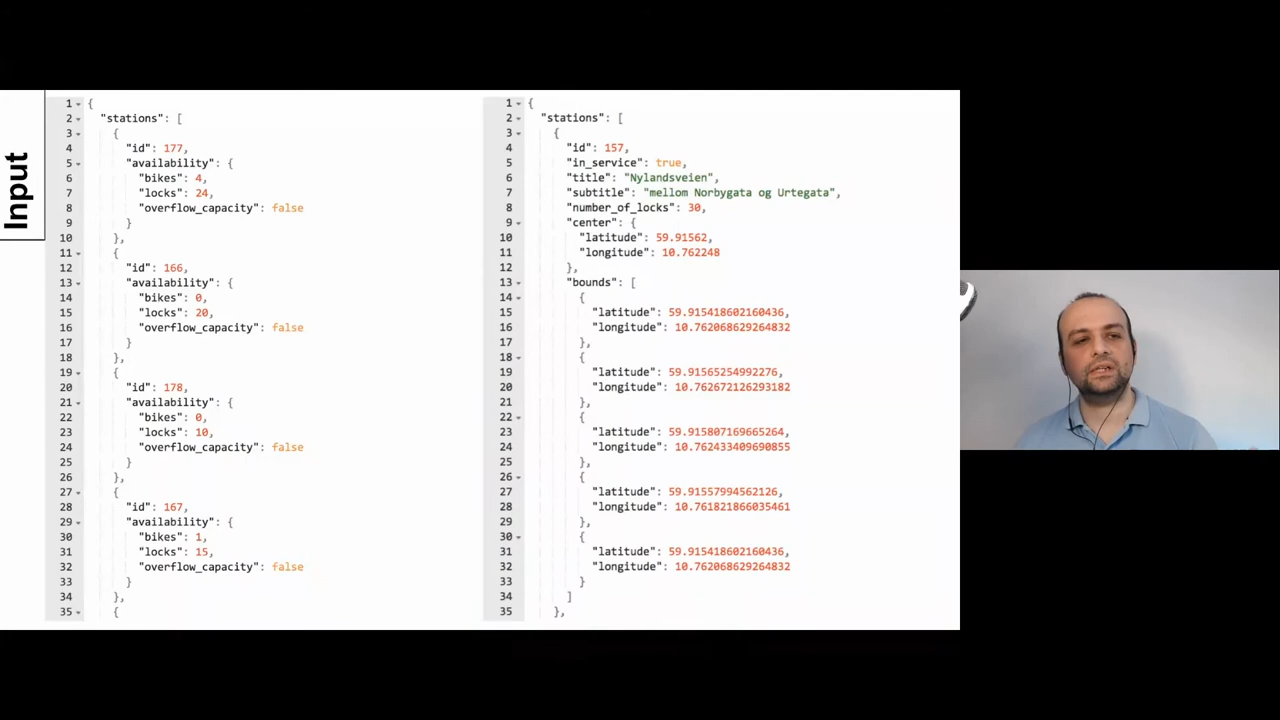 Input
1 {
2 "stations": [
3 {
4 "id": 177,
5 "availability": {
6 "bikes": 4,
7 "locks": 24,
8 "overflow_capacity": false
9 }
10 },
11 {
12 "id": 166,
13 "availability": {
14 "bikes": 0,
15 "locks": 20,
16 "overflow_capacity": false
17 }
18 },
19 {
20 "id": 178,
21 "availability": {
22 "bikes": 0,
23 "locks": 10,
24 "overflow_capacity": false
25 }
26 },
27 {
28 "id": 167,
29 "availability": {
30 "bikes": 1,
31 "locks": 15,
32 "overflow_capacity": false
33 }
34 },
35 {
1 {
2 "stations": [
3 {
4 "id": 157,
5 "in_service": true,
6 "title": "Nylandsveien",
7 "subtitle": "mellom Norbygata og Urtegata",
8 "number_of_locks": 30,
9 "center": {
10 "latitude": 59.91562,
11 "longitude": 10.762248
12 },
13 "bounds": [
14 {
15 "latitude": 59.915418602160436,
16 "longitude": 10.762068629264832
17 },
18 {
19 "latitude": 59.91565254992276,
20 "longitude": 10.762672126293182
21 },
22 {
23 "latitude": 59.915807169665264,
24 "longitude": 10.762433409690855
25 },
26 {
27 "latitude": 59.91557994562126,
28 "longitude": 10.761821866035461
29 },
30 {
31 "latitude": 59.915418602160436,
32 "longitude": 10.762068629264832
33 }
34 ]
35 },